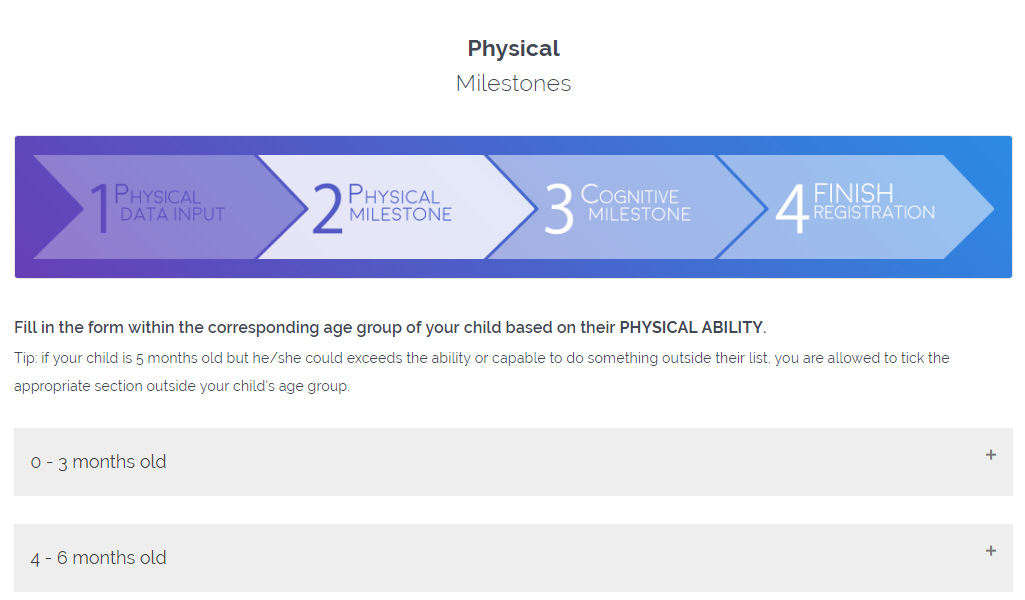 Physical
Milestones
1 PHYSICAL DATA INPUT
2 PHYSICAL MILESTONE
3 COGNITIVE MILESTONE
4 FINISH REGISTRATION
Fill in the form within the corresponding age group of your child based on their PHYSICAL ABILITY.
Tip: if your child is 5 months old but he/she could exceeds the ability or capable to do something outside their list, you are allowed to tick the
appropriate section outside your child's age group.
0 - 3 months old +
4 - 6 months old +